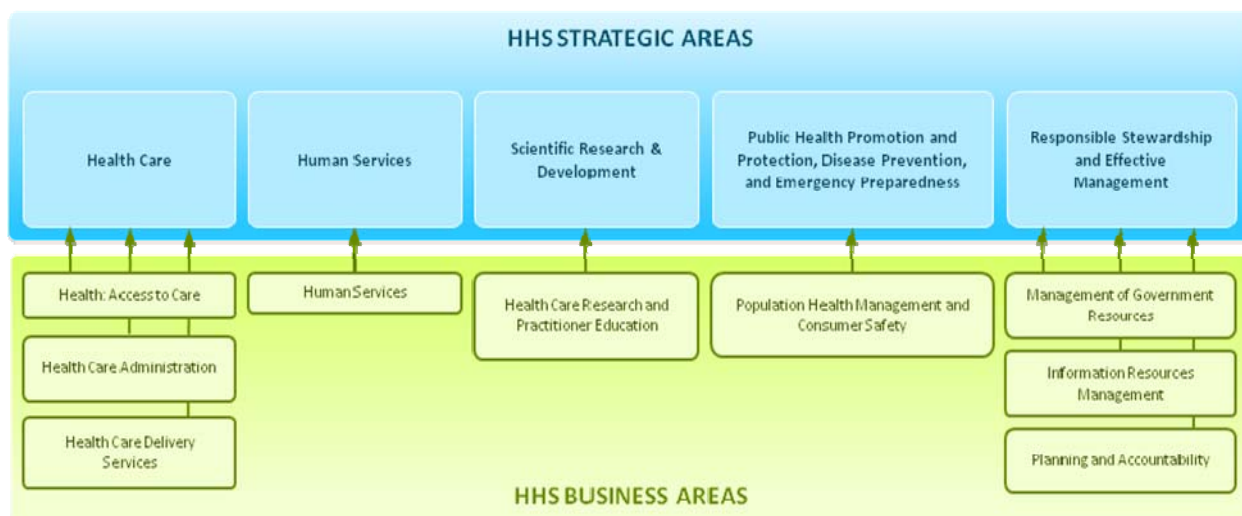 HHS STRATEGIC AREAS
Health Care
Human Services
Scientific Research &
Development
Public Health Promotion and
Protection, Disease Prevention,
and Emergency Preparedness
Responsible Stewardship
and Effective
Management
Health: Access to Care
Health Care Administration
Health Care Delivery
Services
Human Services
Health Care Research and
Practitioner Education
Population Health Management and
Consumer Safety
Management of Government
Resources
Information Resources
Management
Planning and Accountability
HHS BUSINESS AREAS